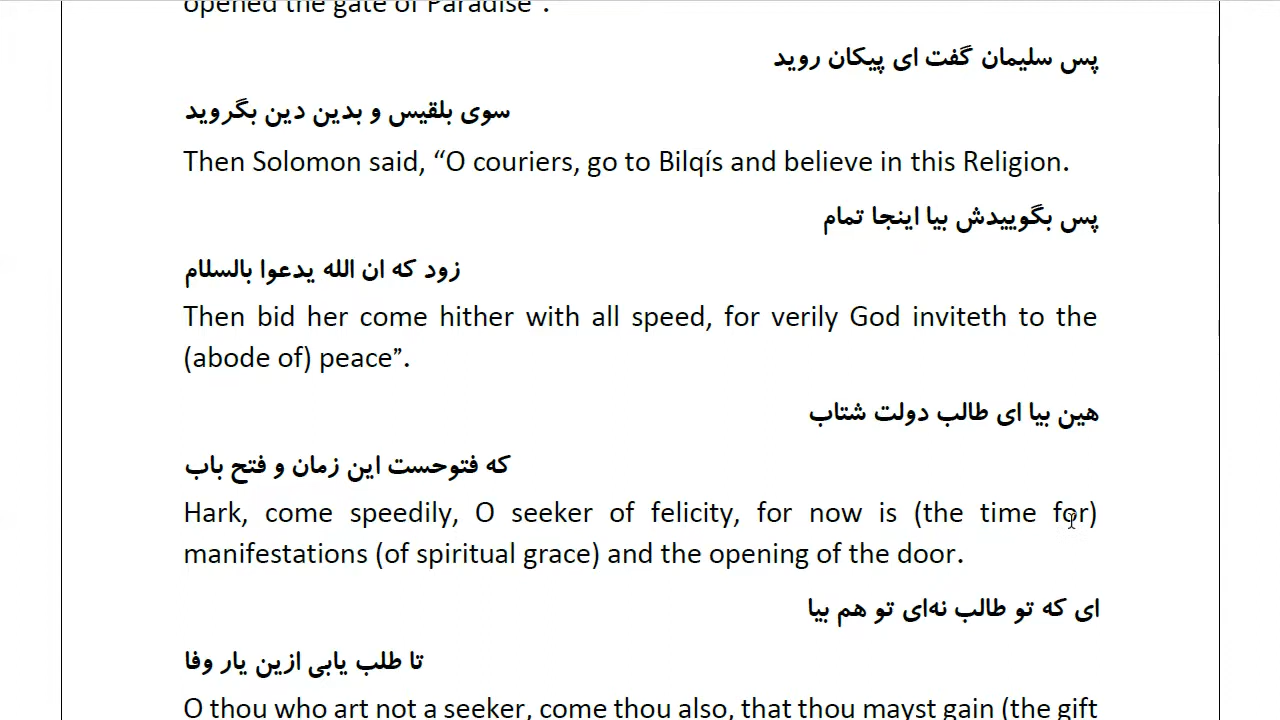 opened the gate of Paradise”.
پس سلیمان گفت ای پیکان روید
سوی بلقیس و بدین دین بگروید
Then Solomon said, “O couriers, go to Bilqís and believe in this Religion.
پس بگوییدش بیا اینجا تمام
زود که ان الله یدعوا بالسلام
Then bid her come hither with all speed, for verily God inviteth to the
(abode of) peace”.
هین بیا ای طالب دولت شتاب
که فتوحست این زمان و فتح باب
Hark, come speedily, O seeker of felicity, for now is (the time for)
manifestations (of spiritual grace) and the opening of the door.
ای که تو طالب نه‌ای تو هم بیا
تا طلب یابی ازین یار وفا
O thou who art not a seeker, come thou also, that thou mayst gain (the gift